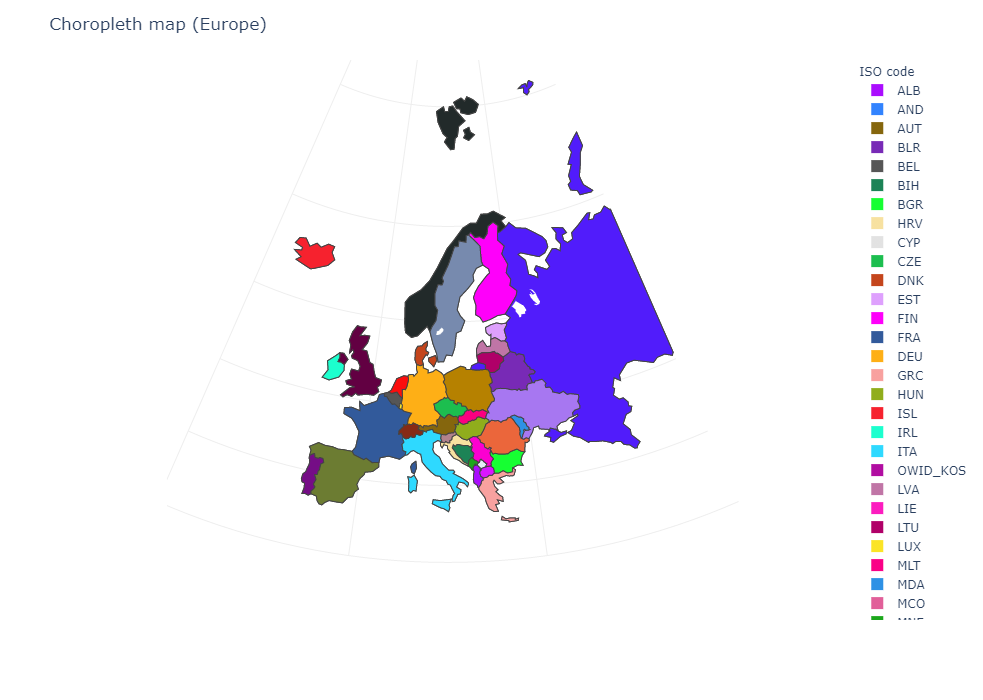 Choropleth map (Europe)
ISO code
ALB
AND
AUT
BLR
BEL
BIH
BGR
HRV
CYP
CZE
DNK
EST
FIN
FRA
DEU
GRC
HUN
ISL
IRL
ITA
OWID_KOS
LVA
LIE
LTU
LUX
MLT
MDA
MCO